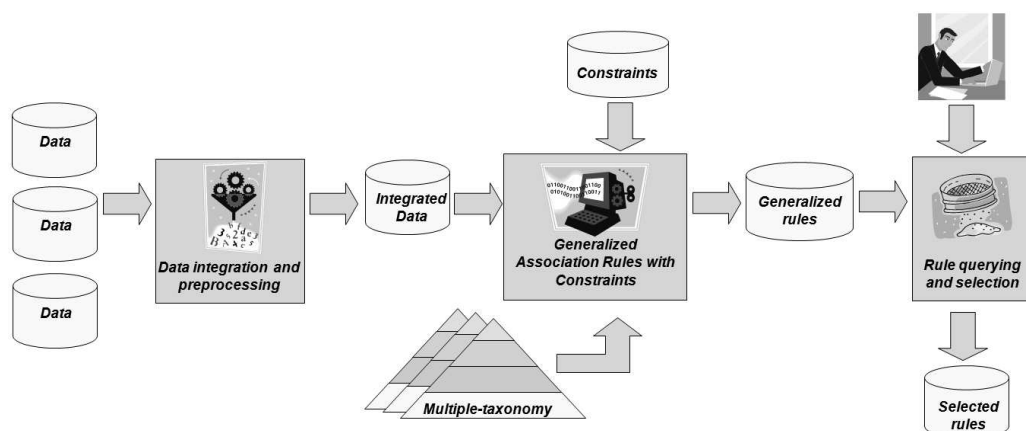 Constraints
Data
Data
Data
Data integration and
preprocessing
Integrated
Data
Generalized
Association Rules with
Constraints
Generalized
rules
Rule querying
and selection
Multiple-taxonomy
Selected
rules